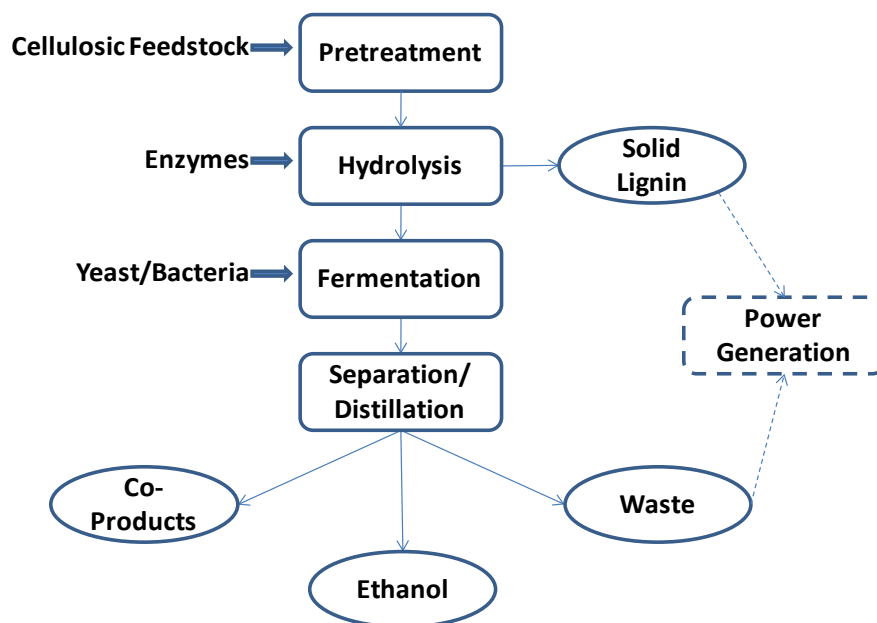 Cellulosic Feedstock
Pretreatment
Enzymes
Hydrolysis
Solid
Lignin
Yeast/Bacteria
Fermentation
Power
Generation
Separation/
Distillation
Co-
Products
Waste
Ethanol